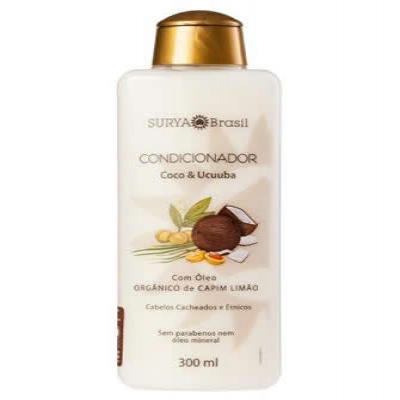 SURYA Brasil
CONDICIONADOR
Coco & Ucuuba
Com Óleo
ORGÂNICO de CAPIM LIMÃO
Cabelos Cacheados e Étnicos
Sem parabenos nem
óleo mineral
300 ml